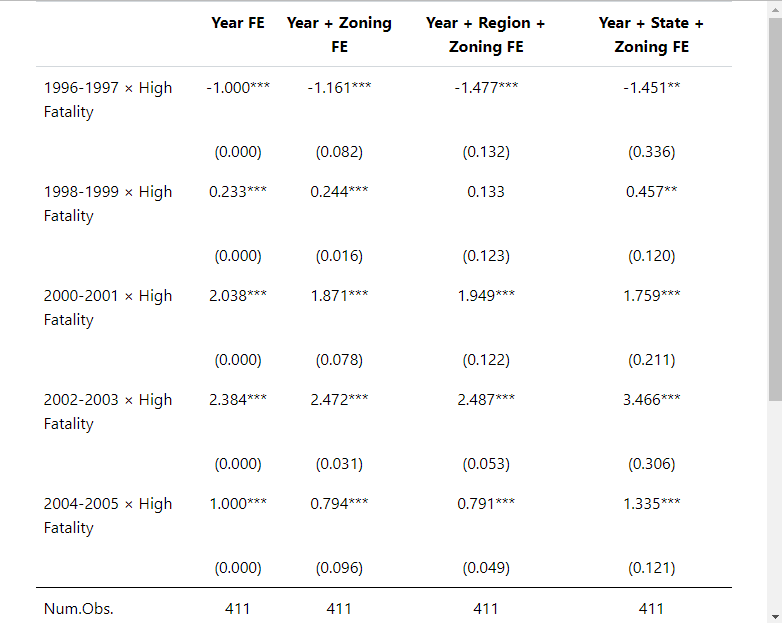 Year FE Year + Zoning FE Year + Region + Zoning FE Year + State + Zoning FE
1996-1997 × High Fatality -1.000*** -1.161*** -1.477*** -1.451**
(0.000) (0.082) (0.132) (0.336)
1998-1999 × High Fatality 0.233*** 0.244*** 0.133 0.457**
(0.000) (0.016) (0.123) (0.120)
2000-2001 × High Fatality 2.038*** 1.871*** 1.949*** 1.759***
(0.000) (0.078) (0.122) (0.211)
2002-2003 × High Fatality 2.384*** 2.472*** 2.487*** 3.466***
(0.000) (0.031) (0.053) (0.306)
2004-2005 × High Fatality 1.000*** 0.794*** 0.791*** 1.335***
(0.000) (0.096) (0.049) (0.121)
Num.Obs. 411 411 411 411